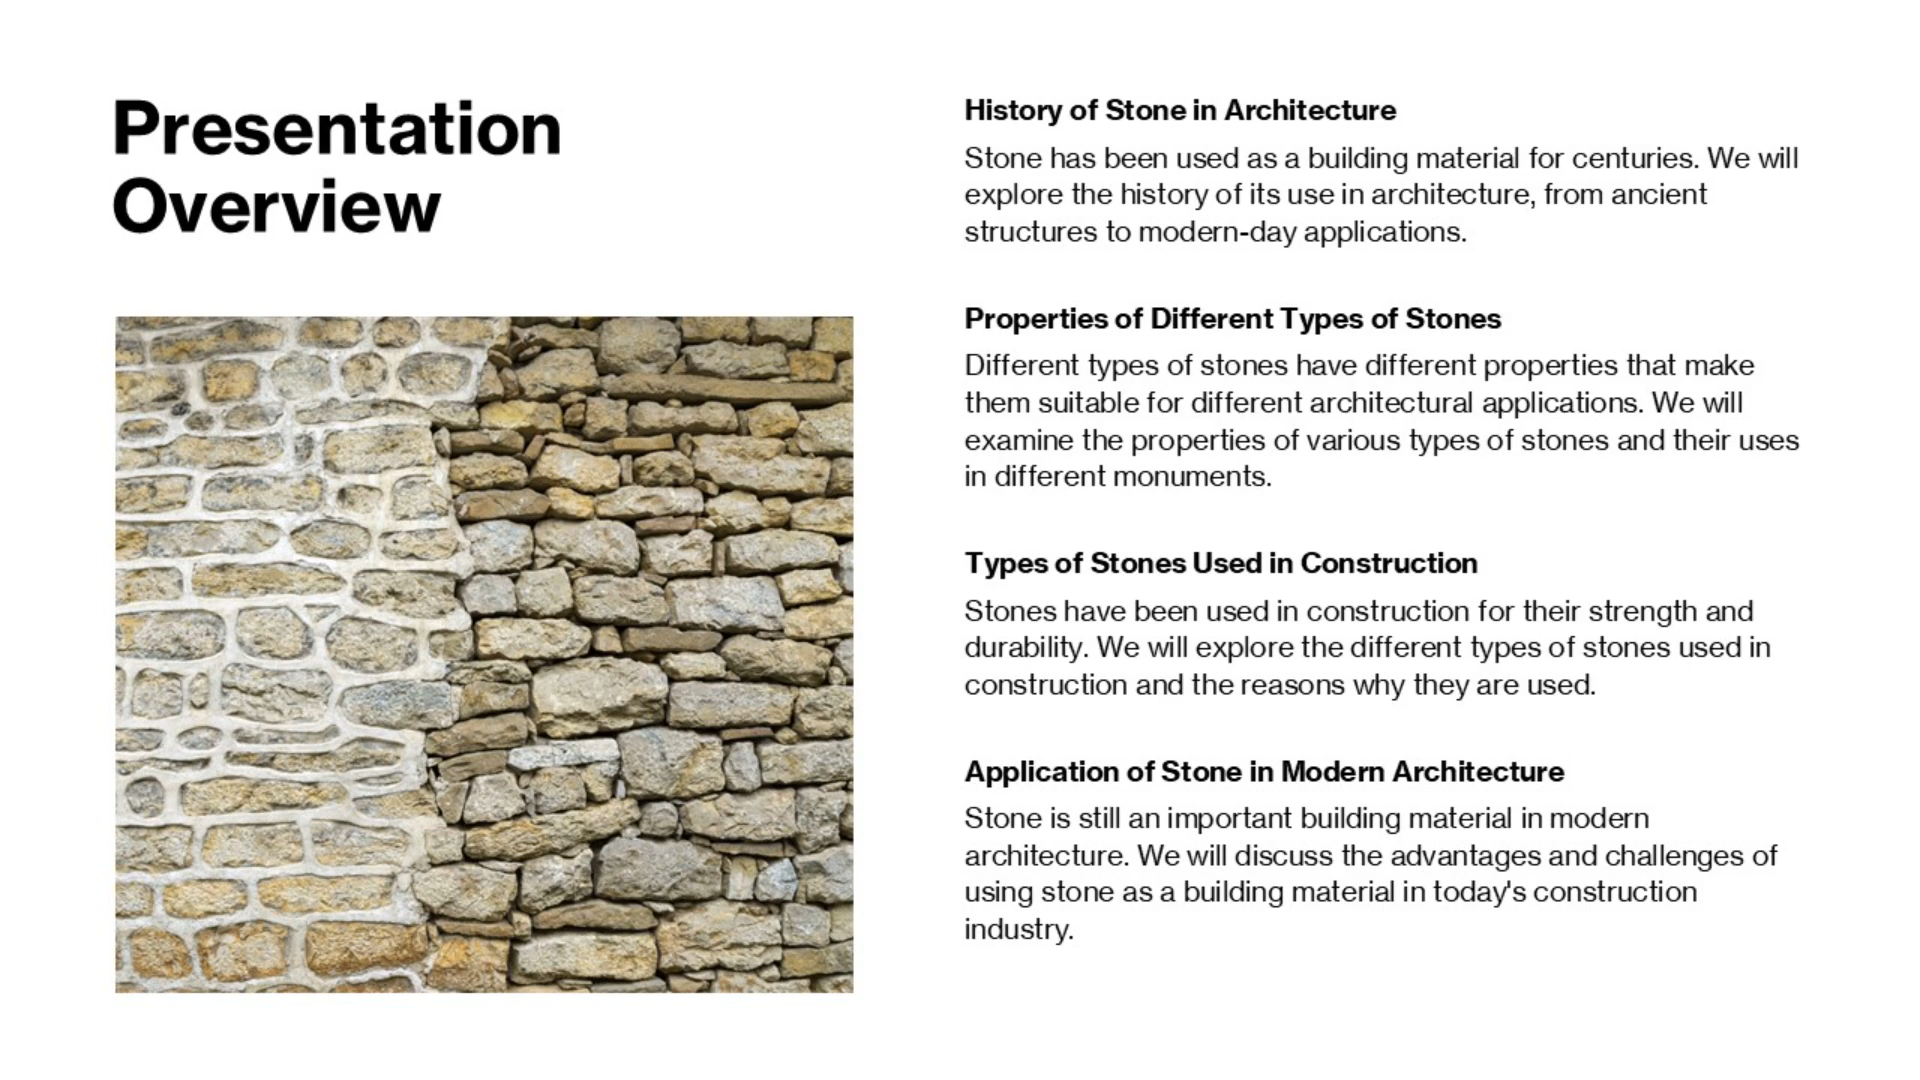 Presentation
Overview
History of Stone in Architecture
Stone has been used as a building material for centuries. We will
explore the history of its use in architecture, from ancient
structures to modern-day applications.
Properties of Different Types of Stones
Different types of stones have different properties that make
them suitable for different architectural applications. We will
examine the properties of various types of stones and their uses
in different monuments.
Types of Stones Used in Construction
Stones have been used in construction for their strength and
durability. We will explore the different types of stones used in
construction and the reasons why they are used.
Application of Stone in Modern Architecture
Stone is still an important building material in modern
architecture. We will discuss the advantages and challenges of
using stone as a building material in today's construction
industry.